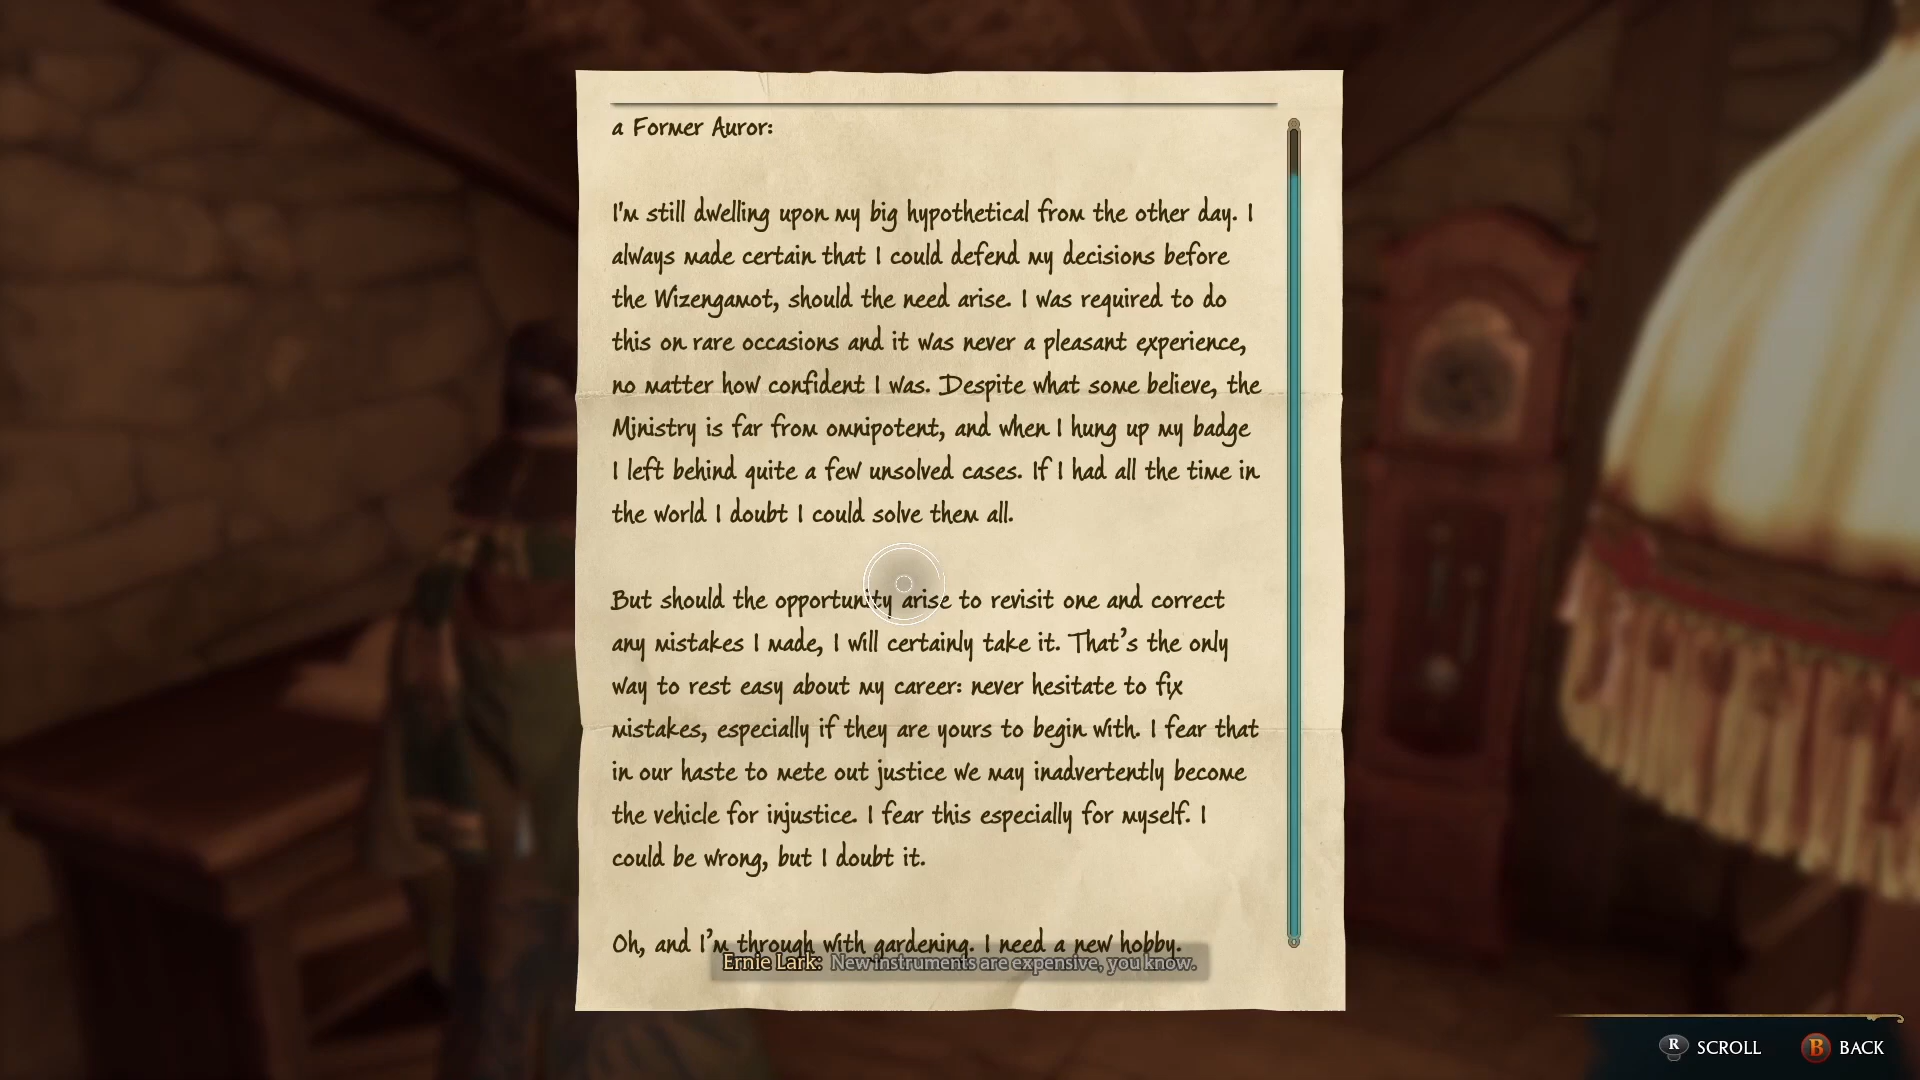 a Former Auror:
I'm still dwelling upon my big hypothetical from the other day. I
always made certain that I could defend my decisions before
the Wizengamot, should the need arise. I was required to do
this on rare occasions and it was never a pleasant experience,
no matter how confident I was. Despite what some believe, the
Ministry is far from omnipotent, and when I hung up my badge
I left behind quite a few unsolved cases. If I had all the time in
the world I doubt I could solve them all.
But should the opportunity arise to revisit one and correct
any mistakes I made, I will certainly take it. That's the only
way to rest easy about my career: never hesitate to fix
mistakes, especially if they are yours to begin with. I fear that
in our haste to mete out justice we may inadvertently become
the vehicle for injustice. I fear this especially for myself. I
could be wrong, but I doubt it.
Oh, and I'm through with gardening. I need a new hobby.
Ernie Lark: New instruments are expensive, you know.
R SCROLL B BACK